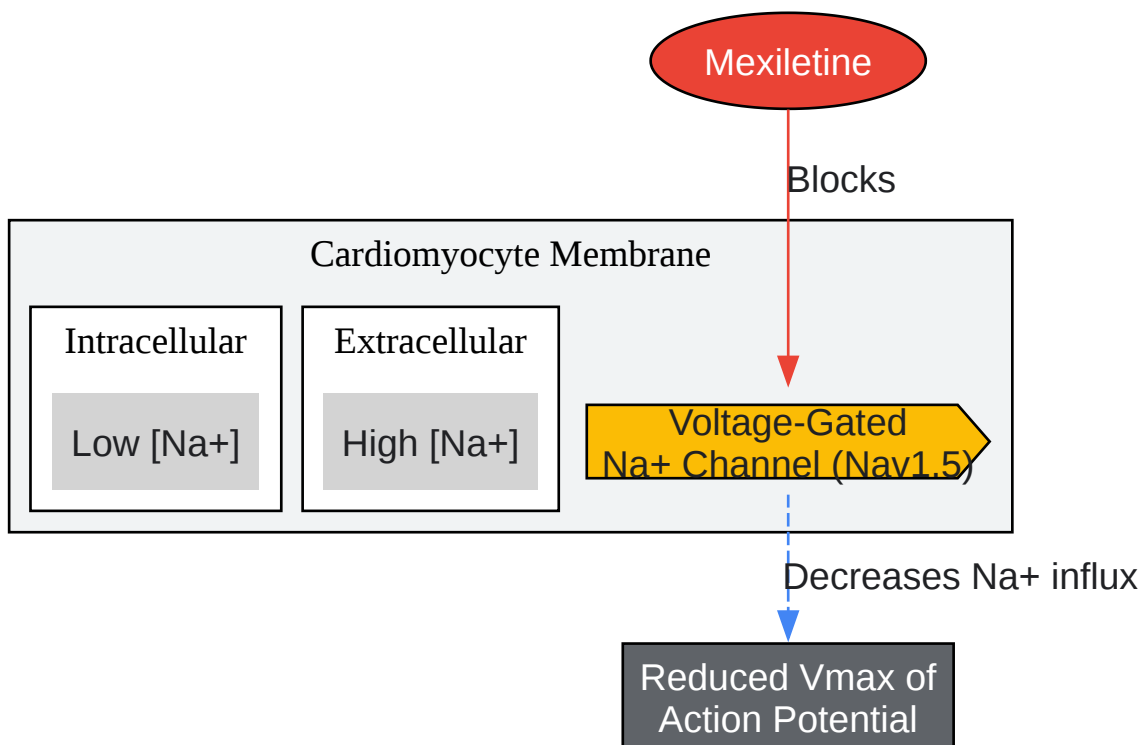 Mexiletine
Blocks
Cardiomyocyte Membrane
Intracellular
Extracellular
Low [Na+]
High [Na+]
Voltage-Gated
Na+ Channel (Nav1.5)
Decreases Na+ influx
Reduced Vmax of
Action Potential